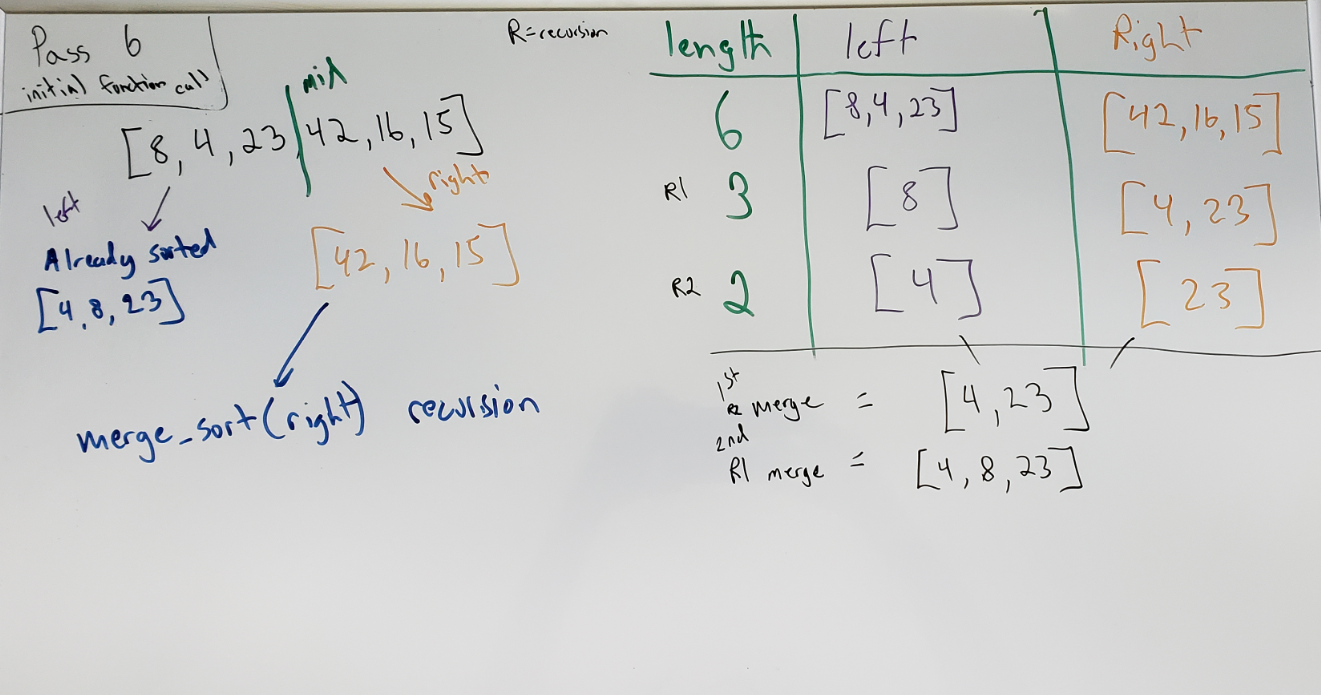 Pass 6
initial function call
mid
[8, 4, 23, 42, 16, 15]
left
right
Already sorted
[4, 8, 23]
[42, 16, 15]
merge_sort(right) recursion
R=recursion
length left Right
6 [8,4,23] [42,16,15]
R1 3 [8] [4,23]
R2 2 [4] [23]
1st
R2 merge = [4,23]
2nd
R1 merge = [4,8,23]